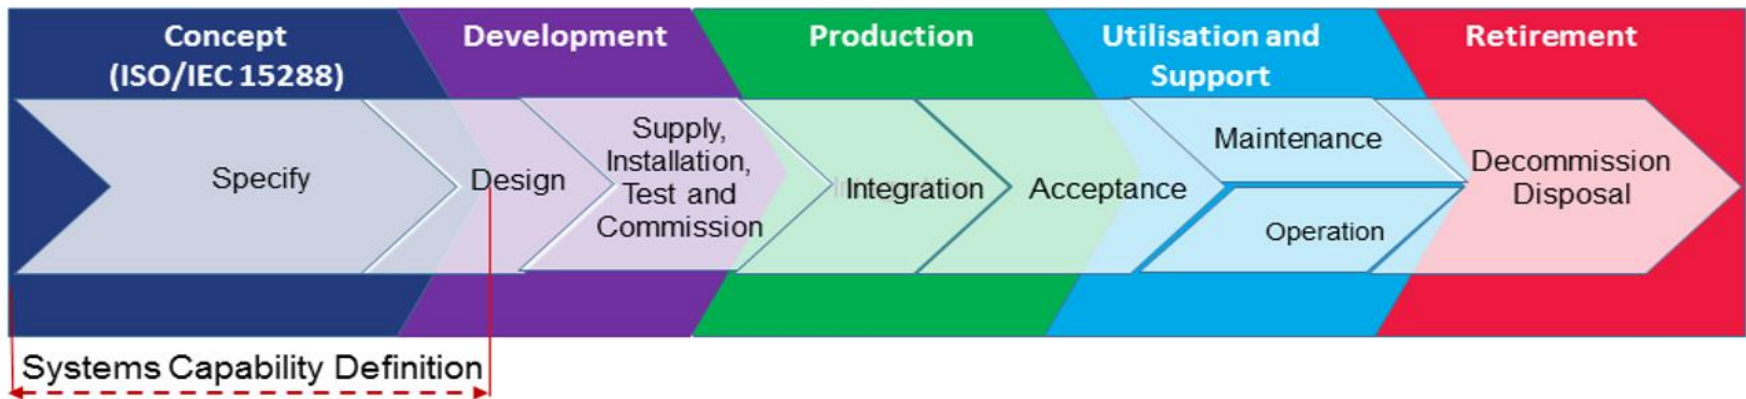 Concept
(ISO/IEC 15288)
Development
Production
Utilisation and
Support
Retirement
Specify
Design
Supply,
Installation,
Test and
Commission
Integration
Acceptance
Maintenance
Operation
Decommission
Disposal
Systems Capability Definition